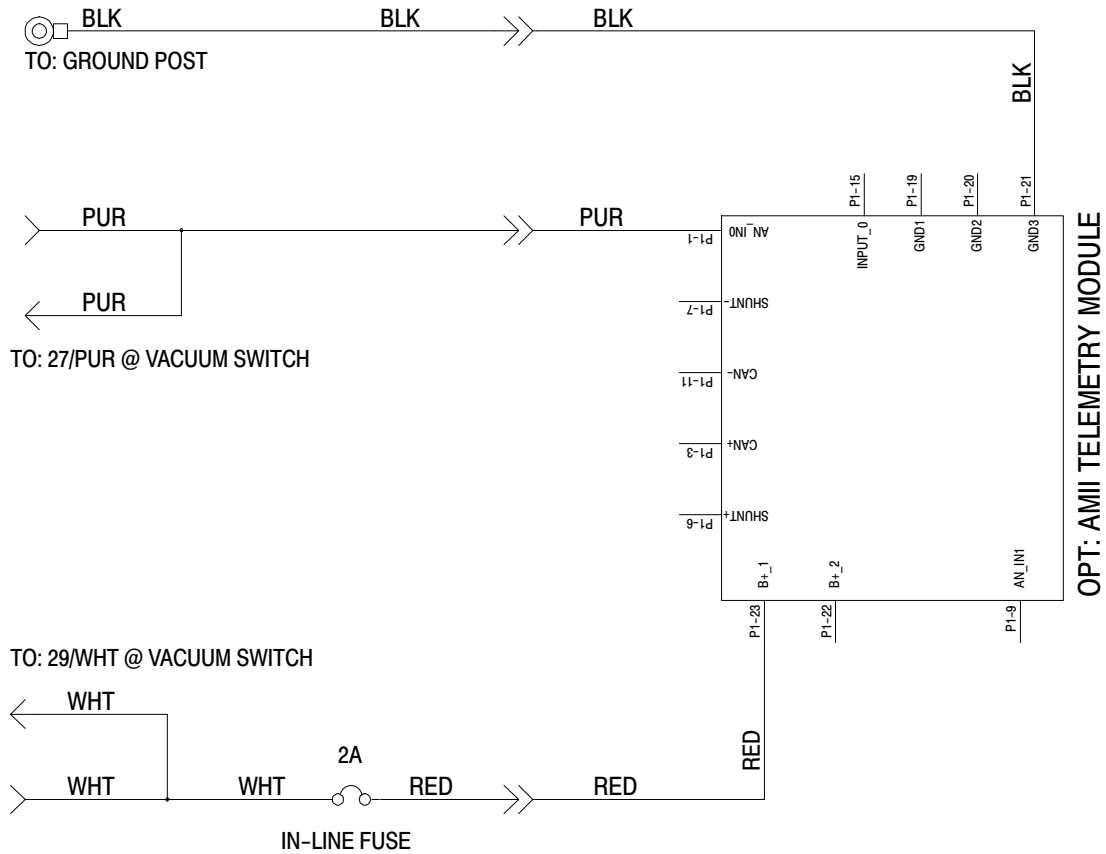 BLK BLK BLK
TO: GROUND POST
BLK
P1-15
P1-19
P1-20
P1-21
INPUT_0
GND1
GND2
GND3
PUR PUR
P1-1
AN_IN0
PUR
P1-7
SHUNT-
TO: 27/PUR @ VACUUM SWITCH
P1-11
CAN-
P1-3
CAN+
P1-6
SHUNT+
OPT: AMII TELEMETRY MODULE
B+_1
B+_2
AN_IN1
P1-23
P1-22
P1-9
TO: 29/WHT @ VACUUM SWITCH
WHT
RED
2A
WHT WHT RED RED
IN-LINE FUSE